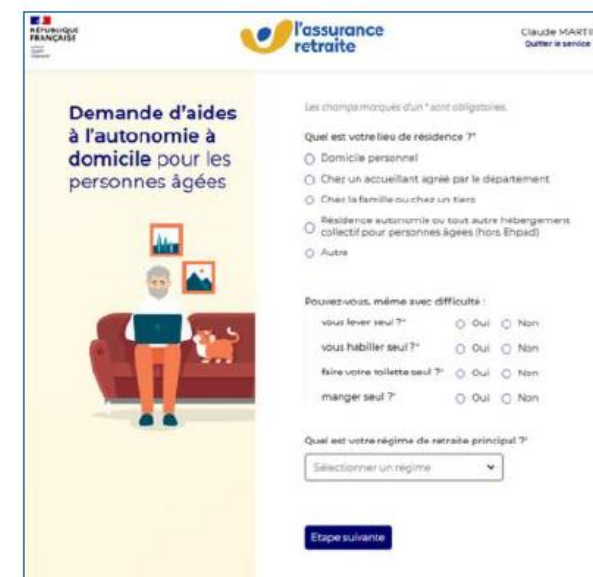 RÉPUBLIQUE
FRANÇAISE
l'assurance
retraite
Claude MARTI
Quitter le service
Demande d'aides
à l'autonomie à
domicile pour les
personnes âgées
Les champs marqués d'un * sont obligatoires.
Quel est votre lieu de résidence ?*
Domicile personnel
Chez un accueillant agréé par le département
Chez la famille ou chez un tiers
Résidence autonomie ou tout autre hébergement
collectif pour personnes âgées (hors Ehpad)
Autre
Pouvez-vous, même avec difficulté :
vous lever seul ?* Oui Non
vous habiller seul ?* Oui Non
faire votre toilette seul ?* Oui Non
manger seul ?* Oui Non
Quel est votre régime de retraite principal ?*
Sélectionner un régime
Etape suivante